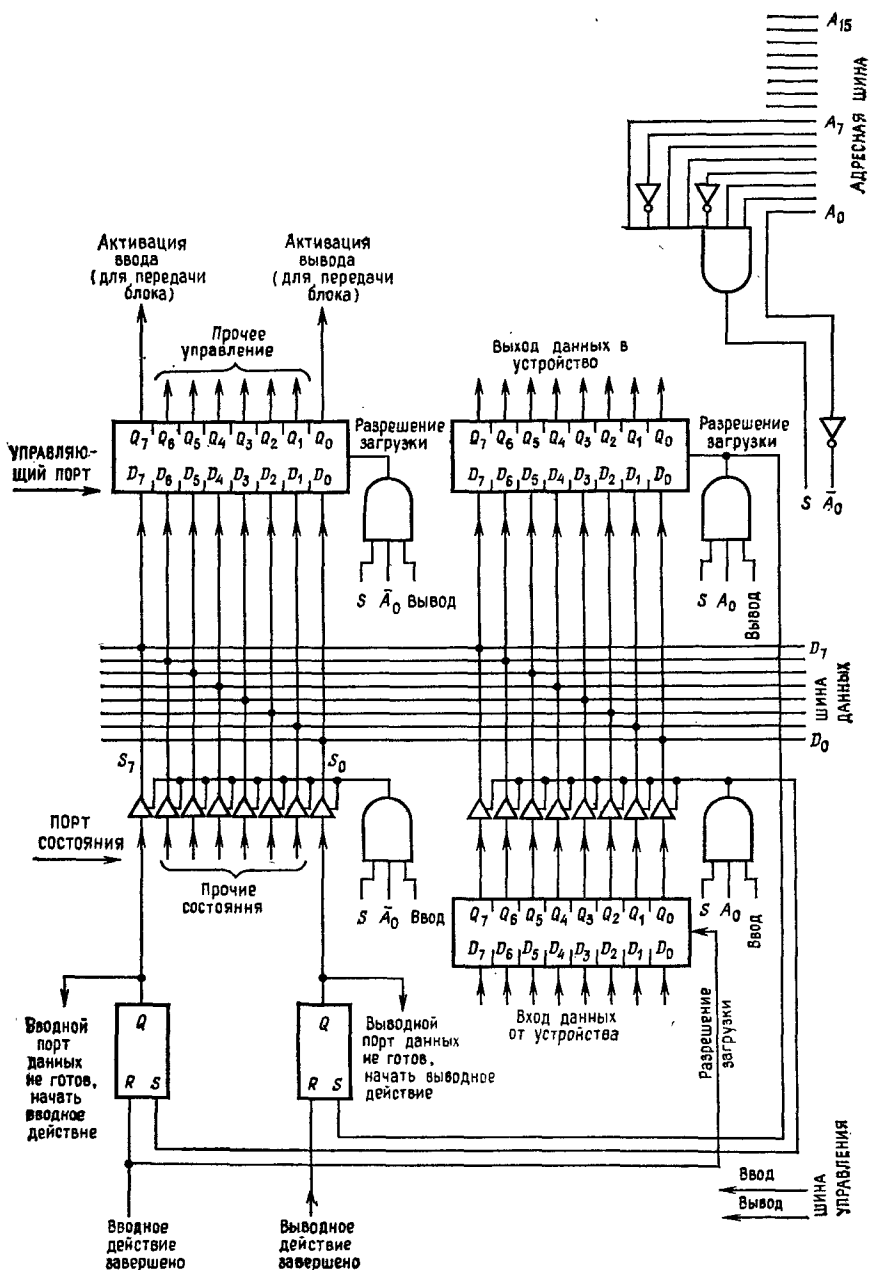 A15
АДРЕСНАЯ ШИНА
A7
A0
Активация
ввода
(для передачи
блока)
Активация
вывода
(для передачи
блока)
Прочее
управление
Выход данных в
устройство
Разрешение
загрузки
Разрешение
загрузки
УПРАВЛЯЮ-
ЩИЙ ПОРТ
Q7 Q6 Q5 Q4 Q3 Q2 Q1 Q0
D7 D6 D5 D4 D3 D2 D1 D0
Q7 Q6 Q5 Q4 Q3 Q2 Q1 Q0
D7 D6 D5 D4 D3 D2 D1 D0
S Ā0
S Ā0 Вывод
S A0 Вывод
D7
ШИНА
ДАННЫХ
D0
S7
S0
ПОРТ
СОСТОЯНИЯ
Прочие
состояния
S Ā0 Ввод
S A0 Ввод
Q7 Q6 Q5 Q4 Q3 Q2 Q1 Q0
D7 D6 D5 D4 D3 D2 D1 D0
Вход данных
от устройства
Разрешение
загрузки
Вводной
порт
данных
не готов,
начать
вводное
действие
Q
R S
Q
R S
Выводной
порт данных
не готов,
начать выводное
действие
Ввод
Вывод
ШИНА
УПРАВЛЕНИЯ
Вводное
действие
завершено
Выводное
действие
завершено